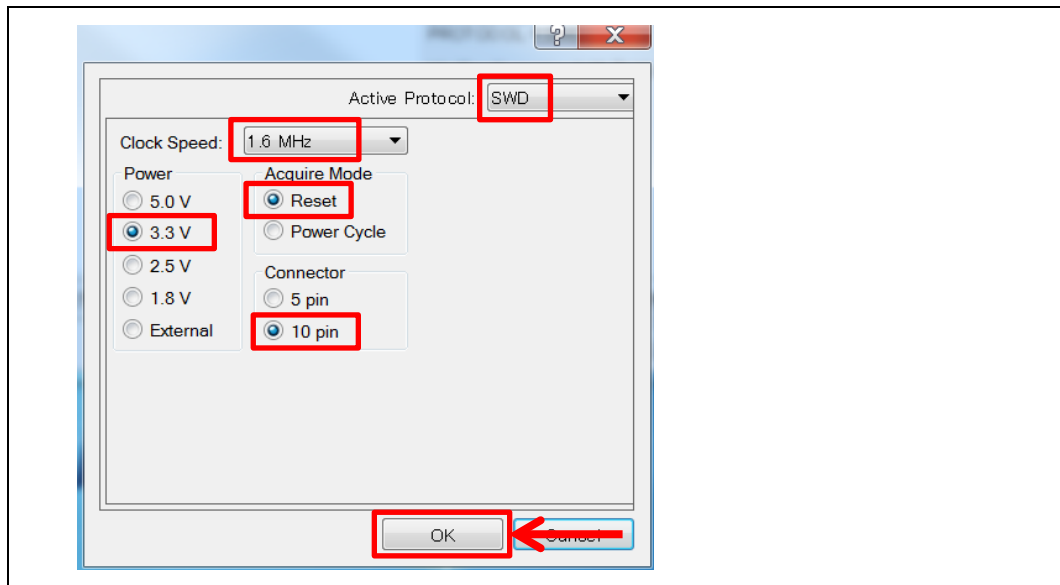 Active Protocol: SWD
Clock Speed: 1.6 MHz
Power
5.0 V
3.3 V
2.5 V
1.8 V
External
Acquire Mode
Reset
Power Cycle
Connector
5 pin
10 pin
OK
Cancel